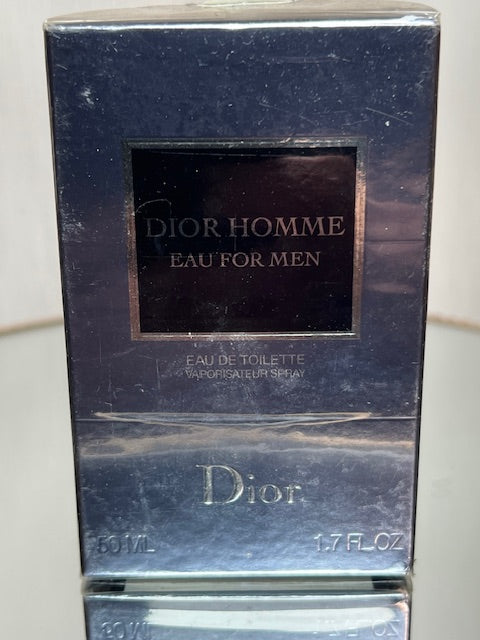 DIOR HOMME
EAU FOR MEN
EAU DE TOILETTE
VAPORISATEUR SPRAY
Dior
50 ML 1.7 FL.OZ